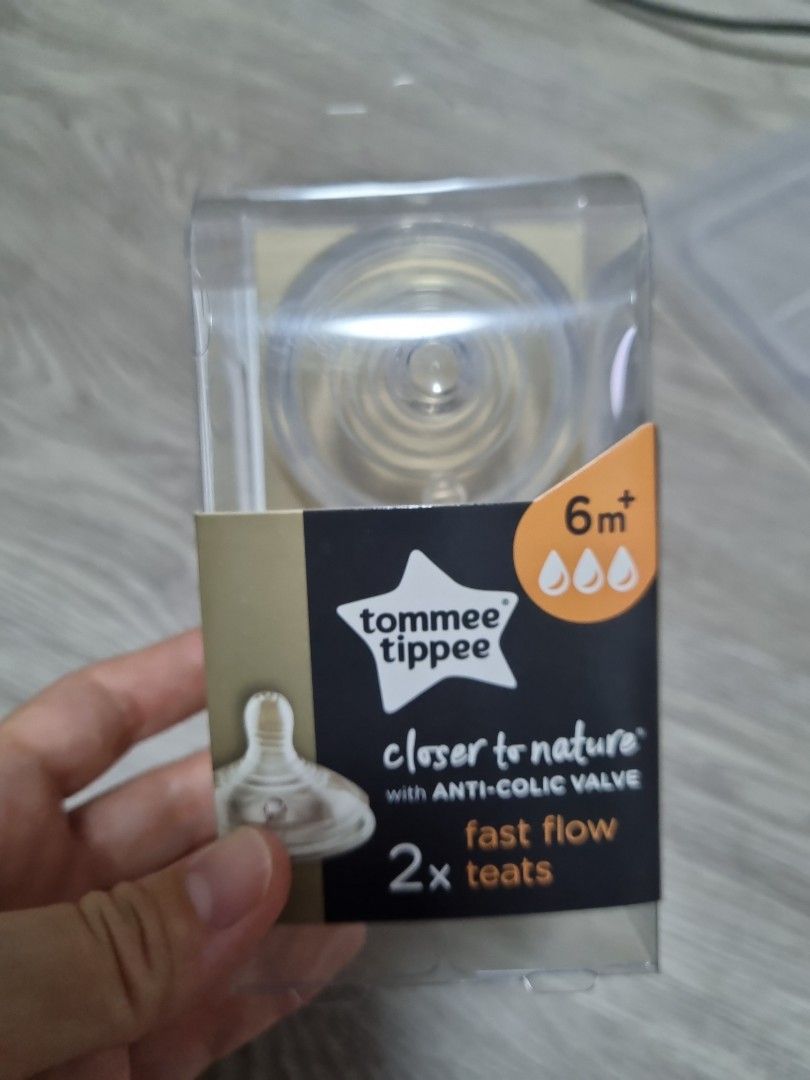 6m+
tommee
tippee®
closer to nature®
with ANTI-COLIC VALVE
2x fast flow
teats